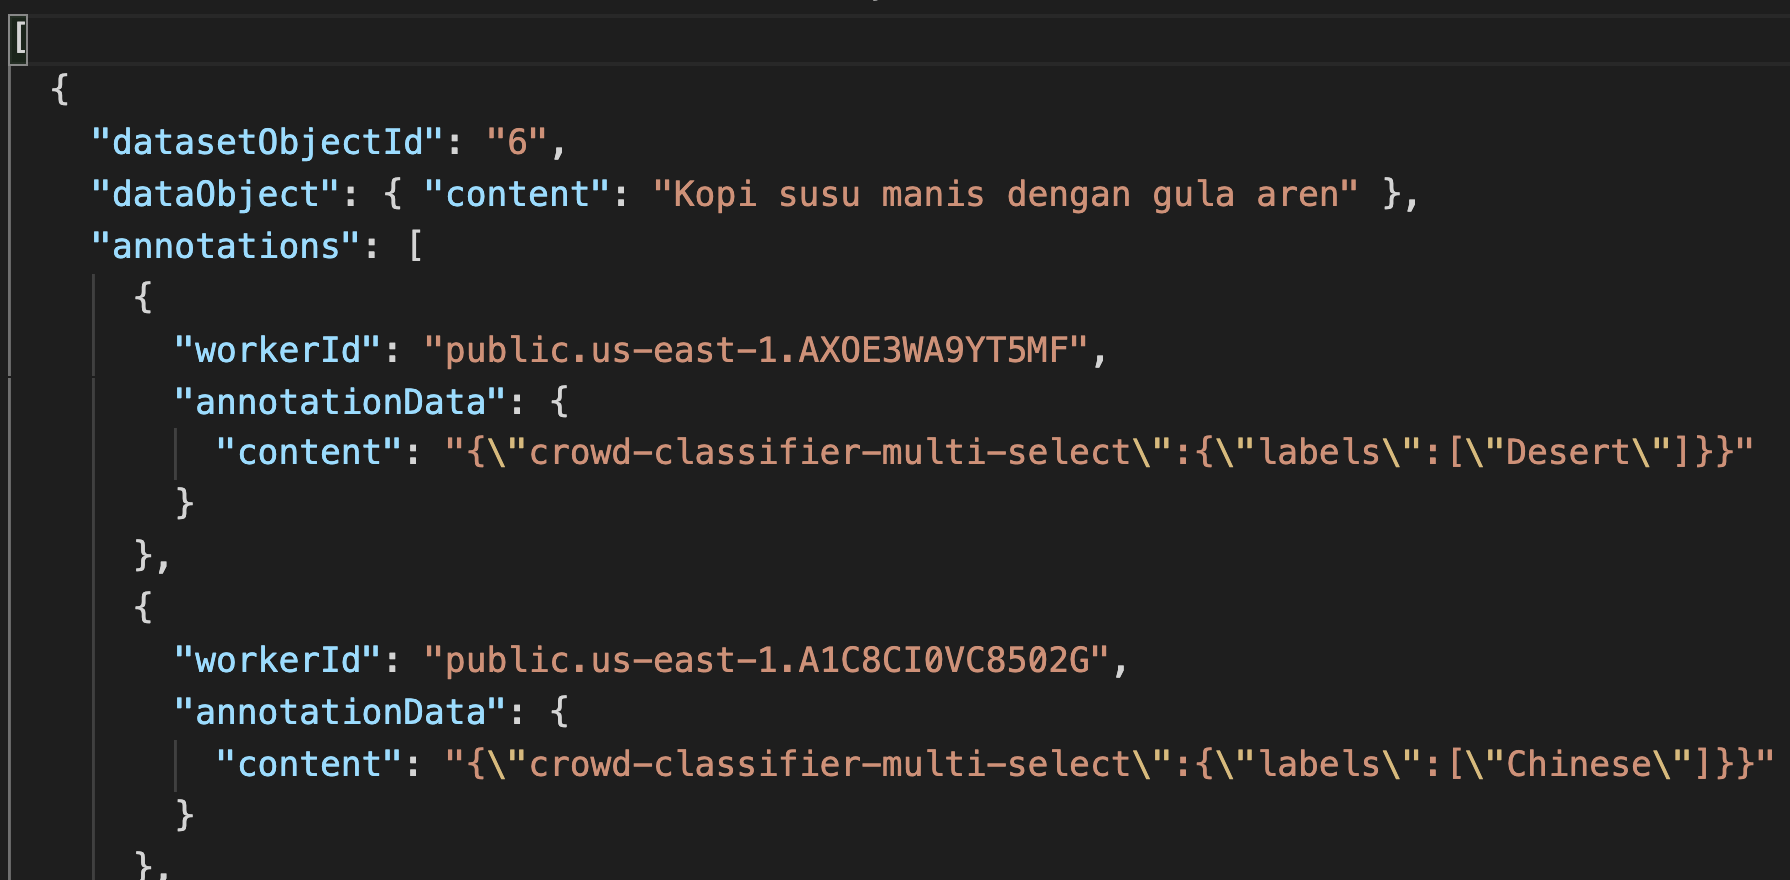 [
{
"datasetObjectId": "6",
"dataObject": { "content": "Kopi susu manis dengan gula aren" },
"annotations": [
{
"workerId": "public.us-east-1.AXOE3WA9YT5MF",
"annotationData": {
"content": "{\"crowd-classifier-multi-select\":{\"labels\":[\"Desert\"]}}"
}
},
{
"workerId": "public.us-east-1.A1C8CI0VC8502G",
"annotationData": {
"content": "{\"crowd-classifier-multi-select\":{\"labels\":[\"Chinese\"]}}"
}
},